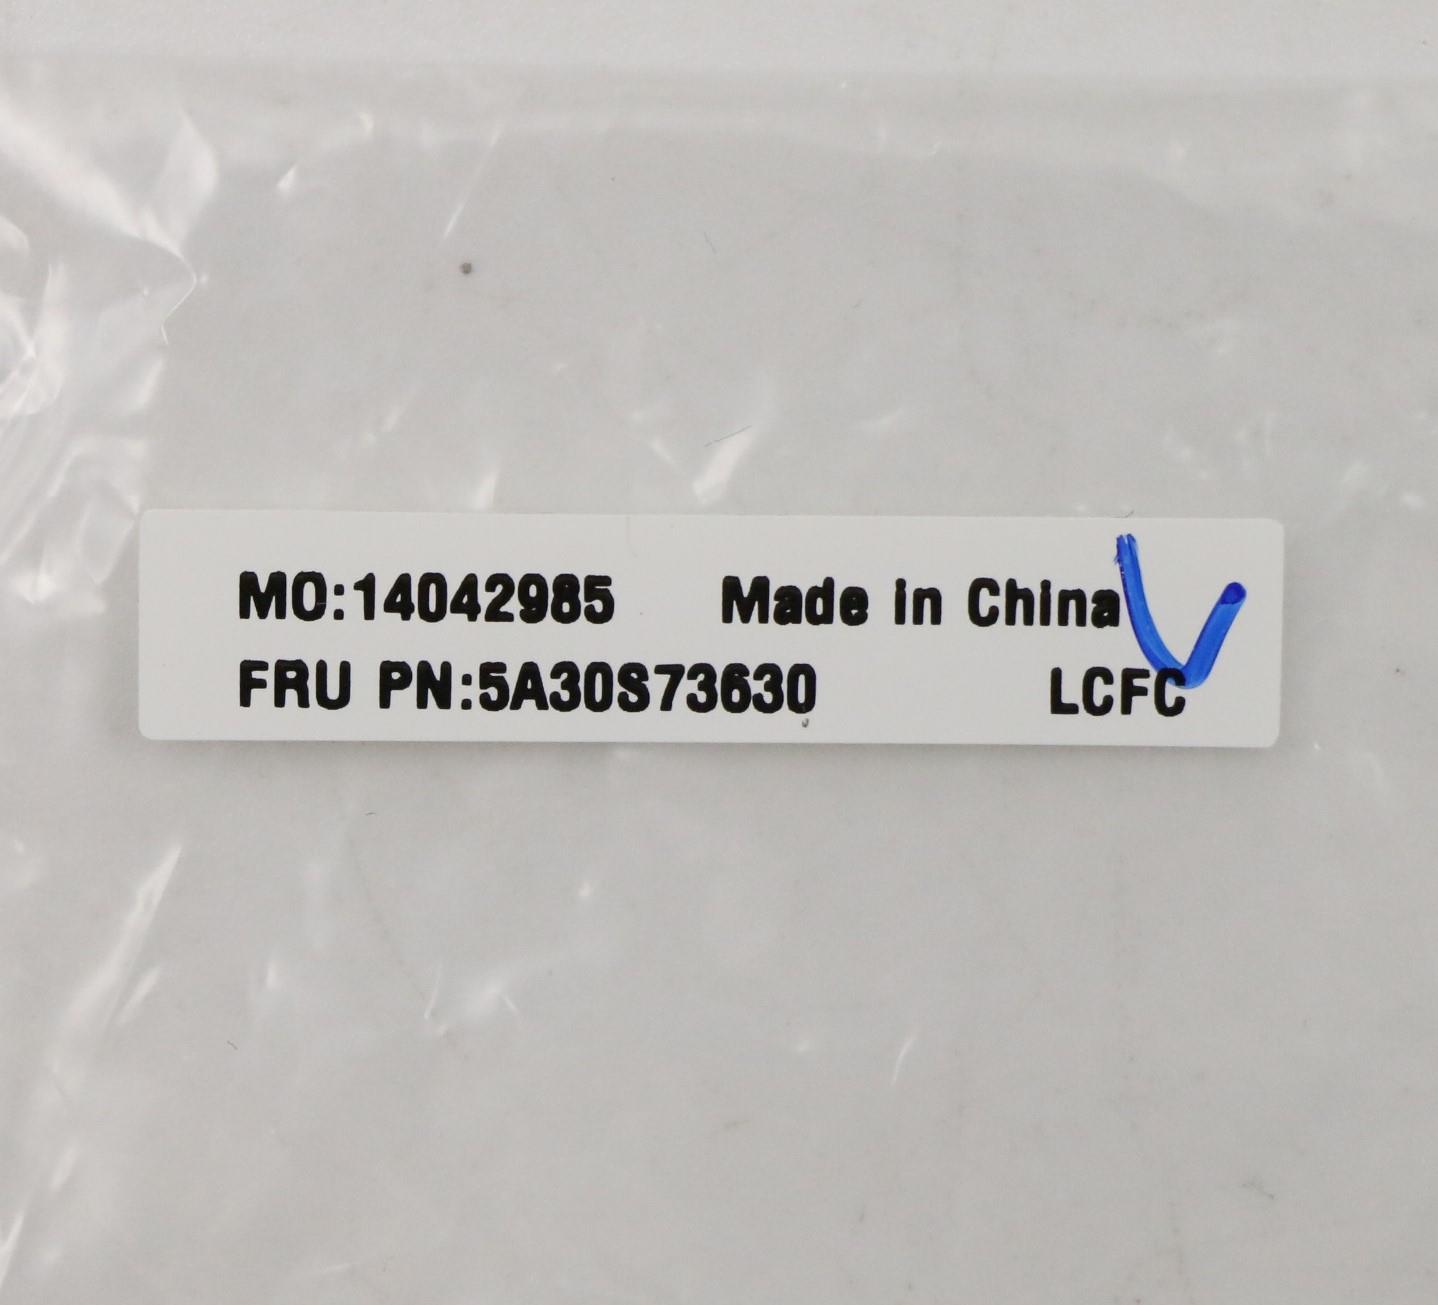 MO:14042985 Made in China
FRU PN:5A30S73630 LCFC